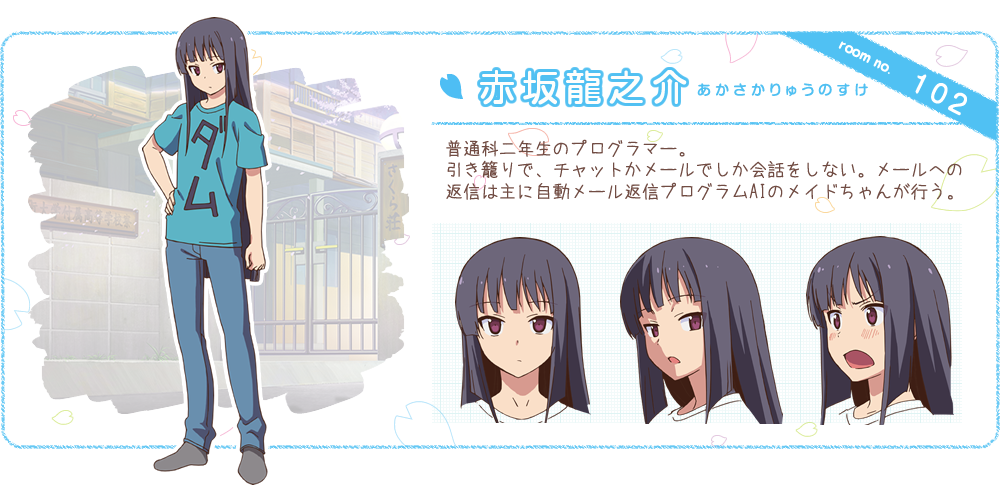 room no.
102
赤坂龍之介 あかさかりゅうのすけ
普通科二年生のプログラマー。
引き籠りで、チャットかメールでしか会話をしない。メールへの
返信は主に自動メール返信プログラムAIのメイドちゃんが行う。
ダム
さくら荘